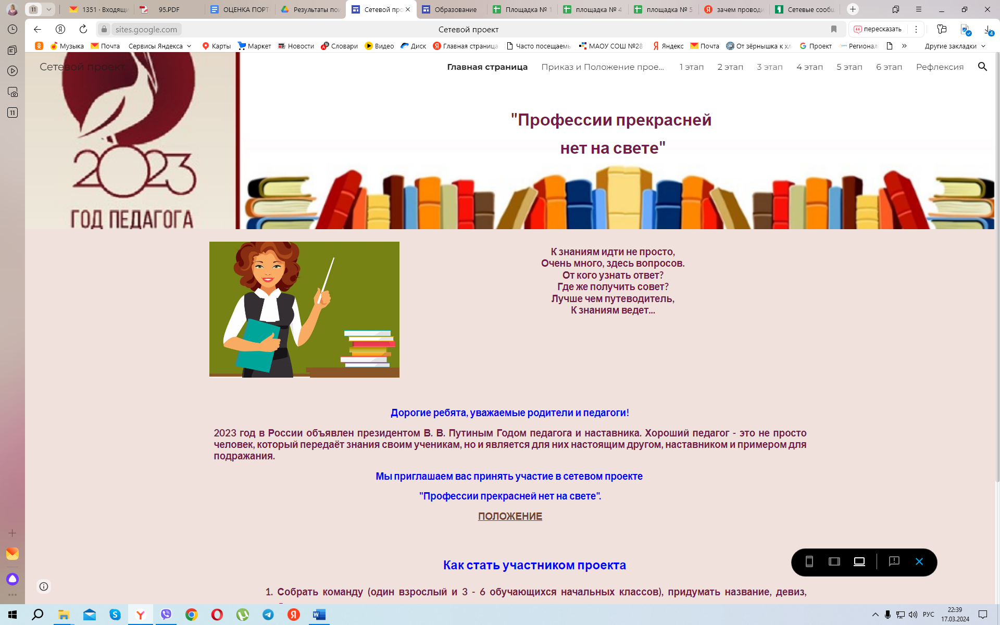 11
1351 · Входящи
95.PDF
ОЦЕНКА ПОРТ
Результаты пои
Сетевой про
Образование
Площадка № 1
площадка № 4
площадка № 5
зачем проводи
Сетевые сообщ
sites.google.com
Сетевой проект
пересказать
4
Музыка
Почта
Сервисы Яндекса
Карты
Маркет
Новости
Словари
Видео
Диск
Главная страница
Часто посещаемы
МАОУ СОШ №28
Яндекс
Почта
От зёрнышка к хл
Проект
Регионал
Другие закладки
11
Сетевой проект
Главная страница
Приказ и Положение прое...
1 этап
2 этап
3 этап
4 этап
5 этап
6 этап
Рефлексия
2023
ГОД ПЕДАГОГА
"Профессии прекрасней
нет на свете"
К знаниям идти не просто,
Очень много, здесь вопросов.
От кого узнать ответ?
Где же получить совет?
Лучше чем путеводитель,
К знаниям ведет...
Дорогие ребята, уважаемые родители и педагоги!
2023 год в России объявлен президентом В. В. Путиным Годом педагога и наставника. Хороший педагог - это не просто
человек, который передаёт знания своим ученикам, но и является для них настоящим другом, наставником и примером для
подражания.
Мы приглашаем вас принять участие в сетевом проекте
"Профессии прекрасней нет на свете".
ПОЛОЖЕНИЕ
Как стать участником проекта
1. Собрать команду (один взрослый и 3 - 6 обучающихся начальных классов), придумать название, девиз,
РУС
22:39
17.03.2024